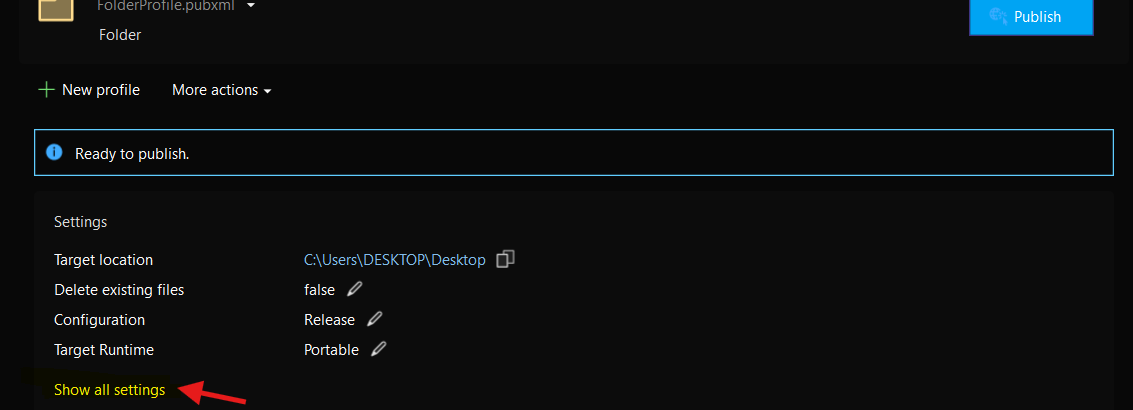 FolderProfile.pubxml
Folder
Publish
New profile
More actions
Ready to publish.
Settings
Target location C:\Users\DESKTOP\Desktop
Delete existing files false
Configuration Release
Target Runtime Portable
Show all settings